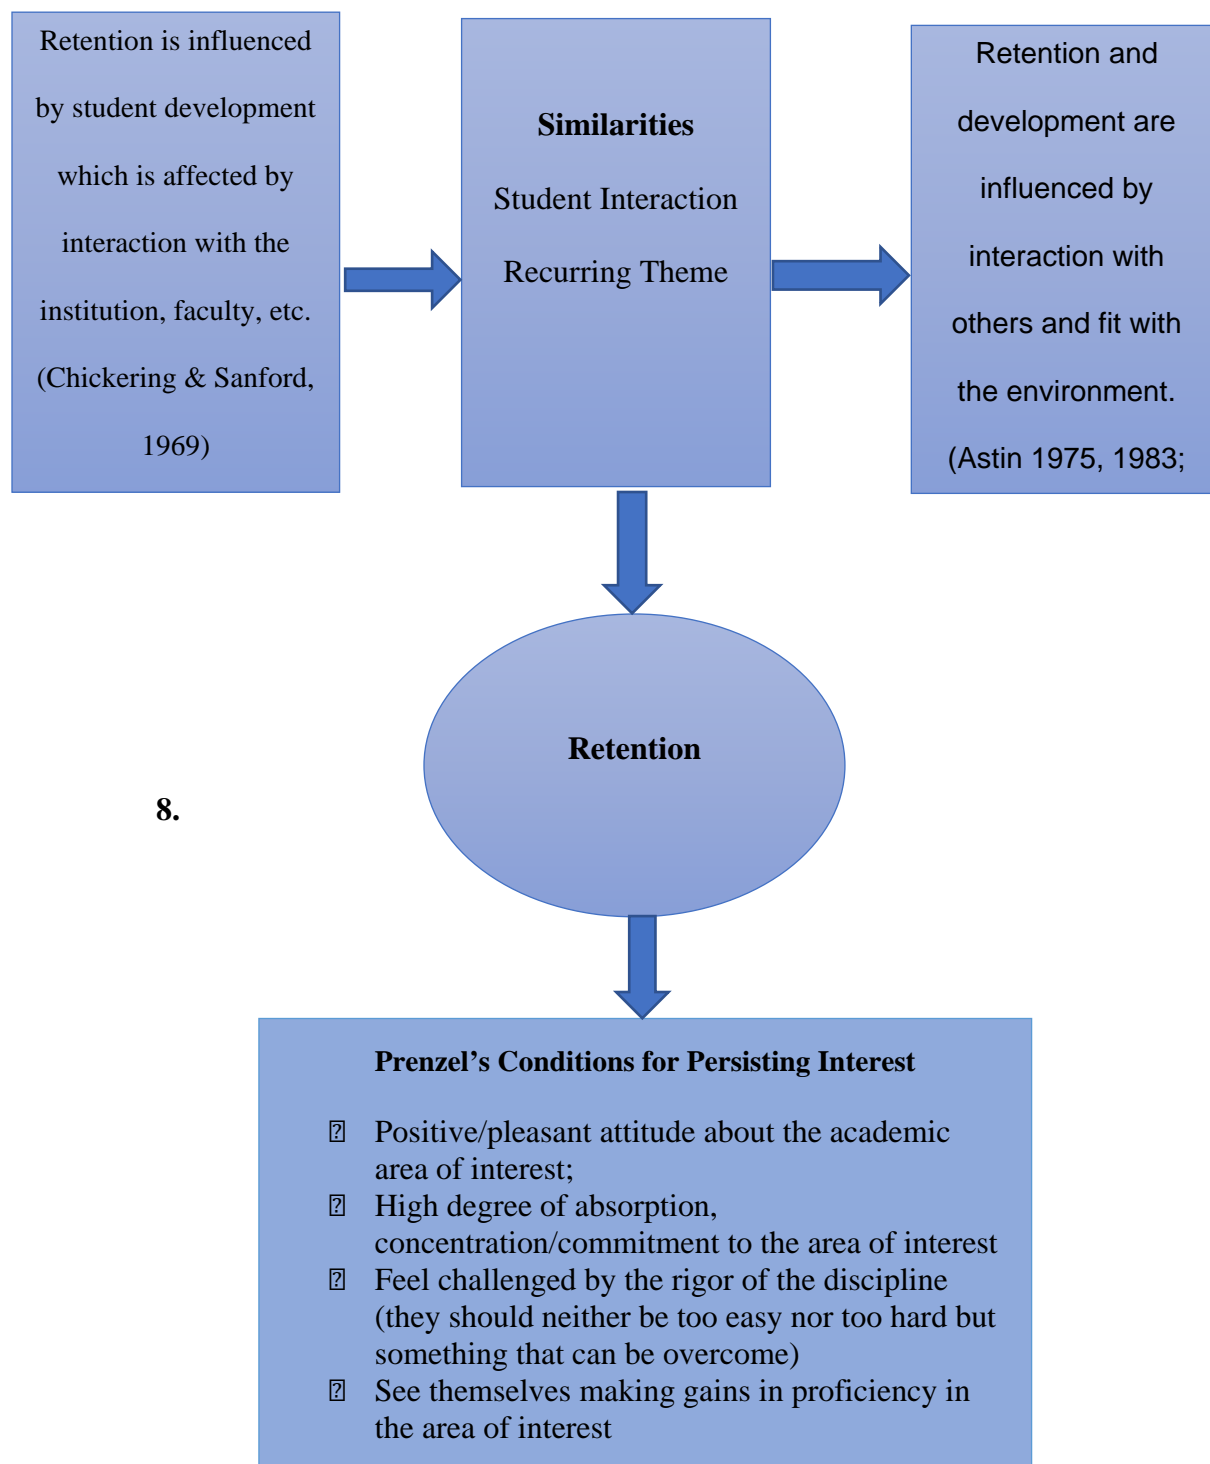 Retention is influenced
by student development
which is affected by
interaction with the
institution, faculty, etc.
(Chickering & Sanford,
1969)
Similarities
Student Interaction
Recurring Theme
Retention and
development are
influenced by
interaction with
others and fit with
the environment.
(Astin 1975, 1983;
Retention
8.
Prenzel’s Conditions for Persisting Interest
Positive/pleasant attitude about the academic
area of interest;
High degree of absorption,
concentration/commitment to the area of interest
Feel challenged by the rigor of the discipline
(they should neither be too easy nor too hard but
something that can be overcome)
See themselves making gains in proficiency in
the area of interest